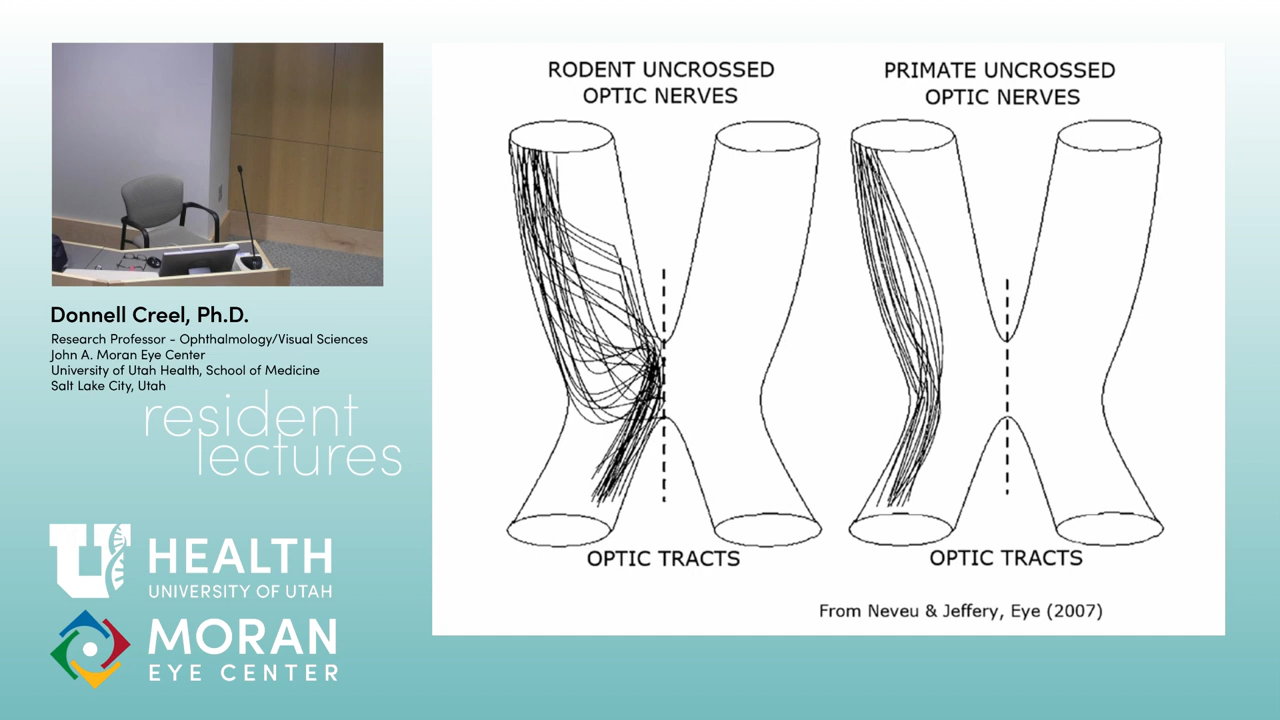 Donnell Creel, Ph.D.
Research Professor - Ophthalmology/Visual Sciences
John A. Moran Eye Center
University of Utah Health, School of Medicine
Salt Lake City, Utah
resident
lectures
U HEALTH
UNIVERSITY OF UTAH
MORAN
EYE CENTER
RODENT UNCROSSED
OPTIC NERVES
PRIMATE UNCROSSED
OPTIC NERVES
OPTIC TRACTS
OPTIC TRACTS
From Neveu & Jeffery, Eye (2007)